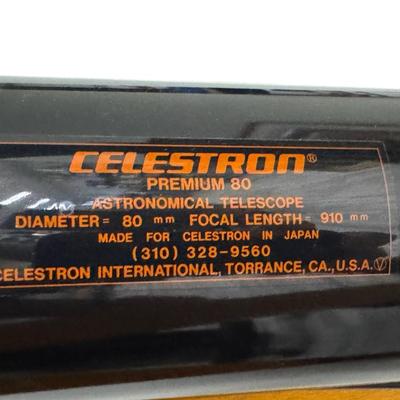 CELESTRON®
PREMIUM 80
ASTRONOMICAL TELESCOPE
DIAMETER = 80 mm FOCAL LENGTH = 910 mm
MADE FOR CELESTRON IN JAPAN
(310) 328-9560
CELESTRON INTERNATIONAL, TORRANCE, CA., U.S.A. Ⓥ